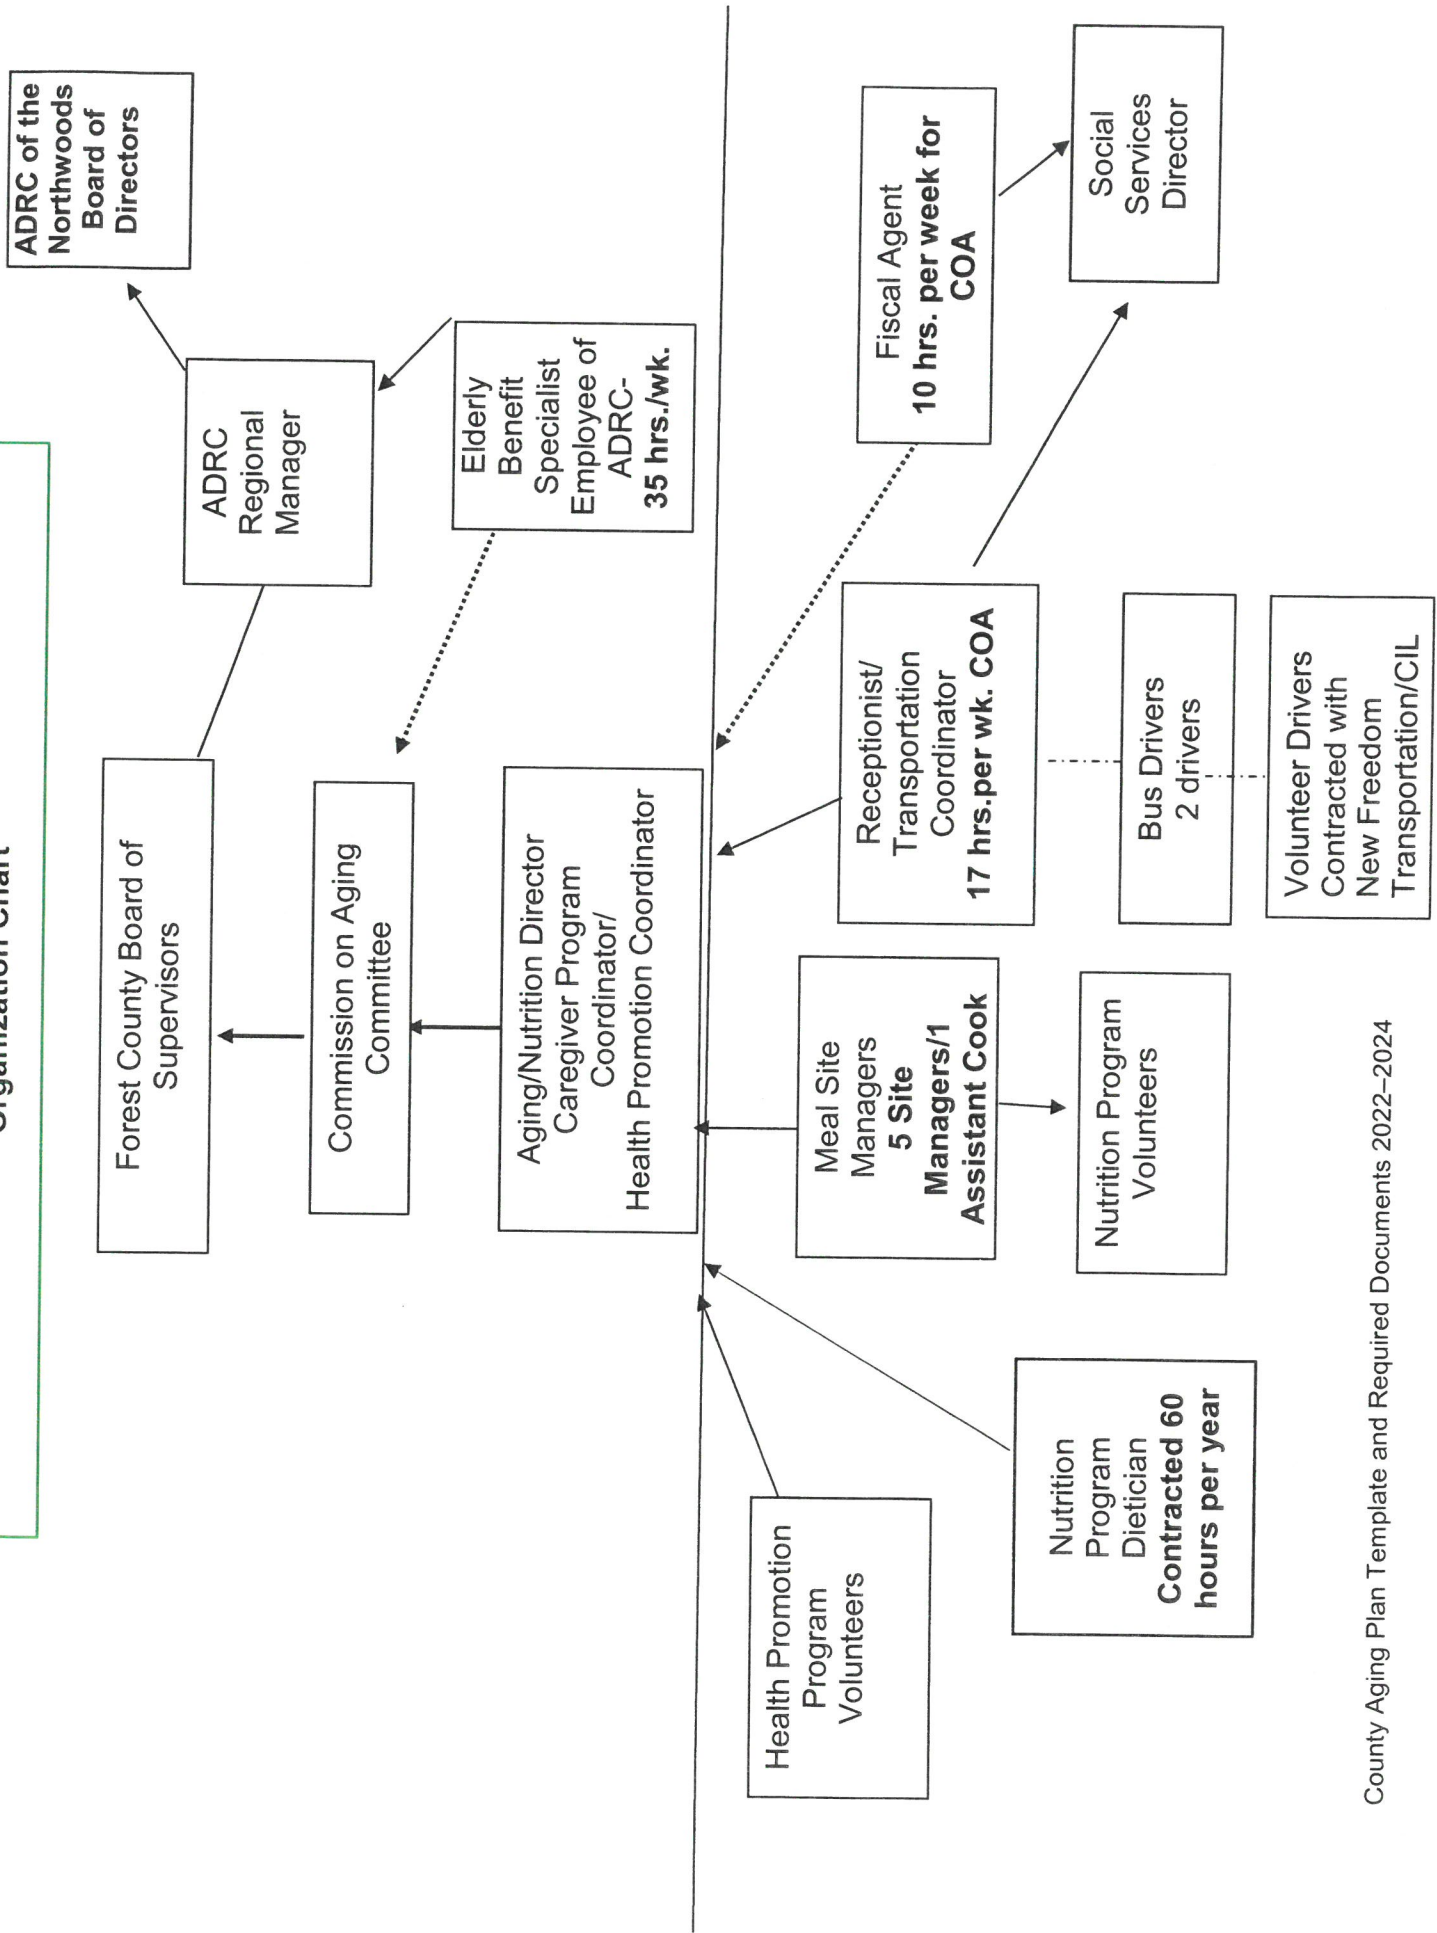 Organization Chart
ADRC of the
Northwoods
Board of
Directors
Forest County Board of
Supervisors
ADRC
Regional
Manager
Commission on Aging
Committee
Elderly
Benefit
Specialist
Employee of
ADRC-
35 hrs./wk.
Aging/Nutrition Director
Caregiver Program
Coordinator/
Health Promotion Coordinator
Health Promotion
Program
Volunteers
Nutrition
Program
Dietician
Contracted 60
hours per year
Meal Site
Managers
5 Site
Managers/1
Assistant Cook
Nutrition Program
Volunteers
Receptionist/
Transportation
Coordinator
17 hrs.per wk. COA
Bus Drivers
2 drivers
Volunteer Drivers
Contracted with
New Freedom
Transportation/CIL
Fiscal Agent
10 hrs. per week for
COA
Social
Services
Director
County Aging Plan Template and Required Documents 2022–2024